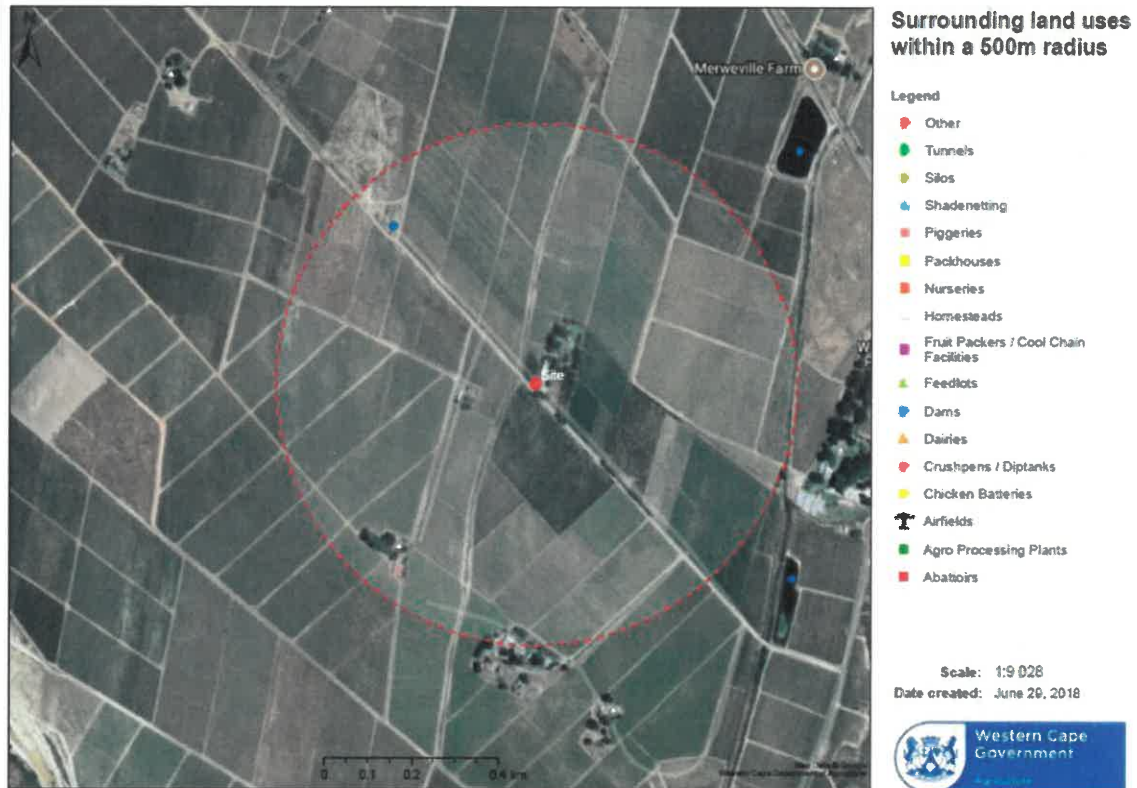 Surrounding land uses
within a 500m radius
Merweville Farm
Legend
Other
Tunnels
Silos
Shadenetting
Piggeries
Packhouses
Nurseries
Homesteads
Fruit Packers / Cool Chain
Facilities
Feedlots
Dams
Dairies
Crushpens / Diptanks
Chicken Batteries
Airfields
Agro Processing Plants
Abattoirs
Site
0 0.1 0.2 0.4 km
Scale: 1:9 028
Date created: June 29, 2018
Western Cape
Government
Agriculture